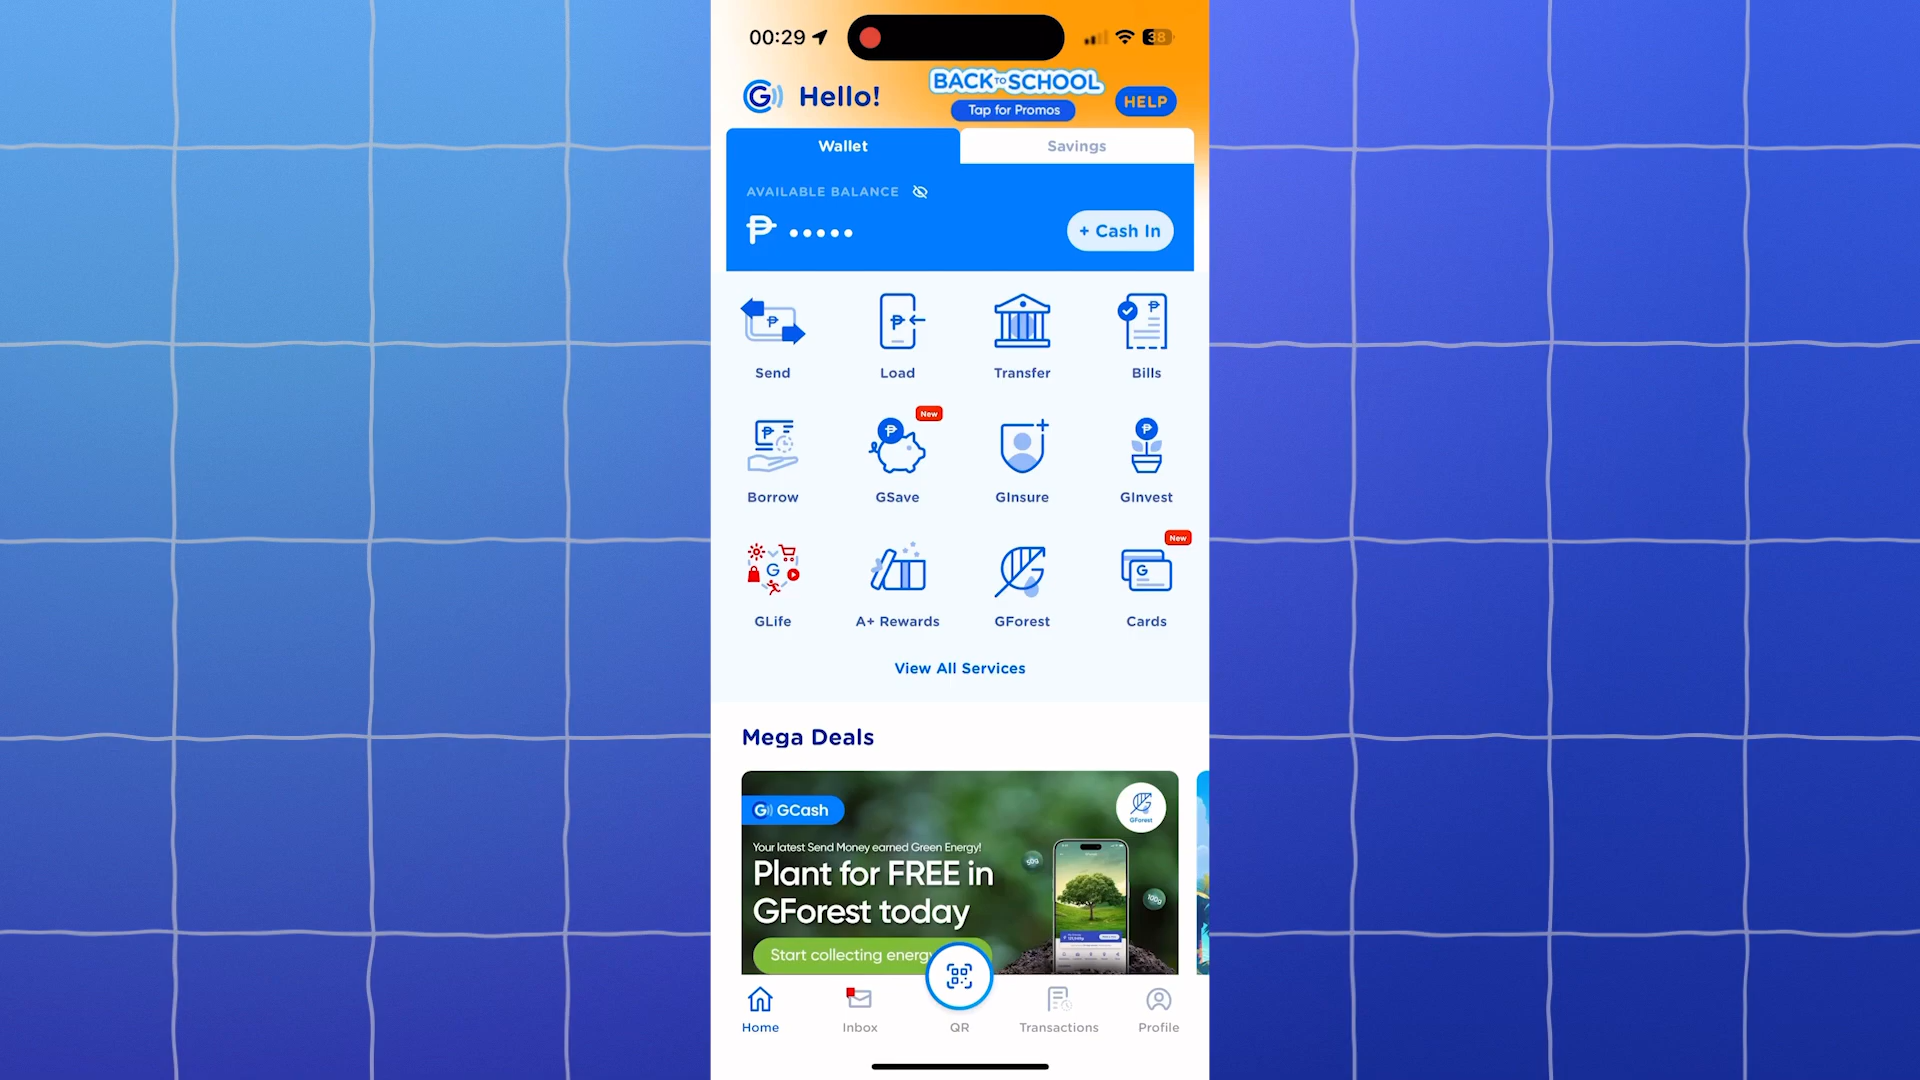 00:29
38
Hello!
BACK TO SCHOOL
Tap for Promos
HELP
Wallet
Savings
AVAILABLE BALANCE
₱ •••••
+ Cash In
Send
Load
Transfer
Bills
New
Borrow
GSave
GInsure
GInvest
New
GLife
A+ Rewards
GForest
Cards
View All Services
Mega Deals
G GCash
GForest
Your latest Send Money earned Green Energy!
Plant for FREE in
GForest today
50g
100g
Start collecting energy
Home
Inbox
QR
Transactions
Profile